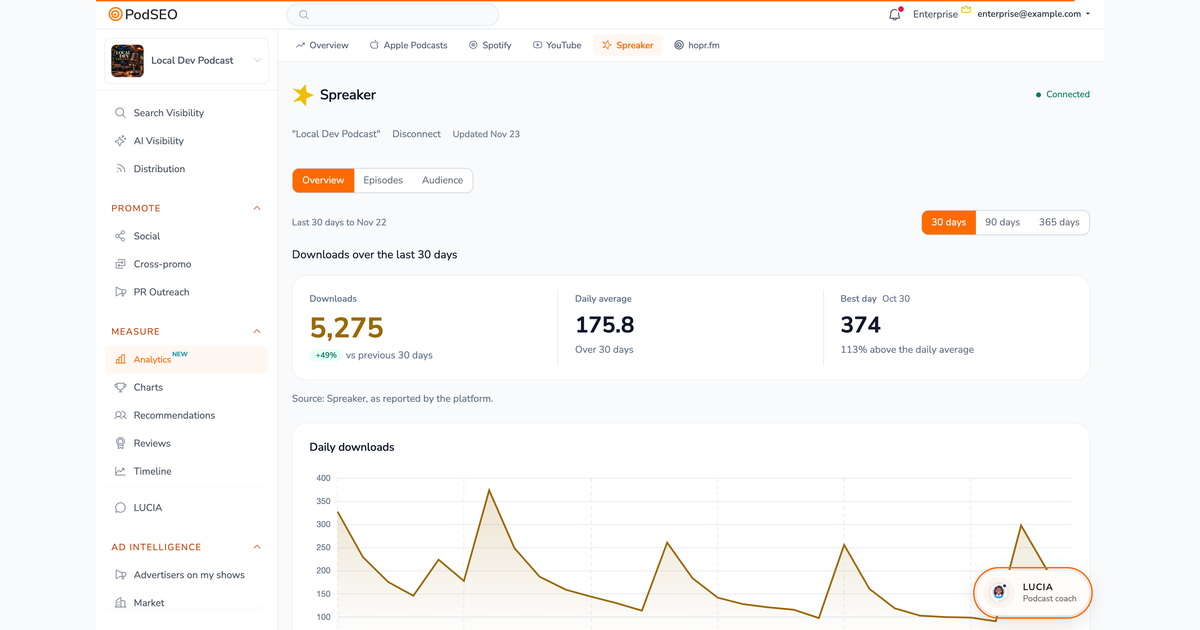 PodSEO
Enterprise
enterprise@example.com
Local Dev Podcast
Overview
Apple Podcasts
Spotify
YouTube
Spreaker
hopr.fm
Search Visibility
AI Visibility
Distribution
PROMOTE
Social
Cross-promo
PR Outreach
MEASURE
Analytics NEW
Charts
Recommendations
Reviews
Timeline
LUCIA
AD INTELLIGENCE
Advertisers on my shows
Market
Spreaker
Connected
"Local Dev Podcast" Disconnect Updated Nov 23
Overview Episodes Audience
Last 30 days to Nov 22
30 days 90 days 365 days
Downloads over the last 30 days
Downloads
5,275
+49% vs previous 30 days
Daily average
175.8
Over 30 days
Best day Oct 30
374
113% above the daily average
Source: Spreaker, as reported by the platform.
Daily downloads
400
350
300
250
200
150
100
LUCIA
Podcast coach